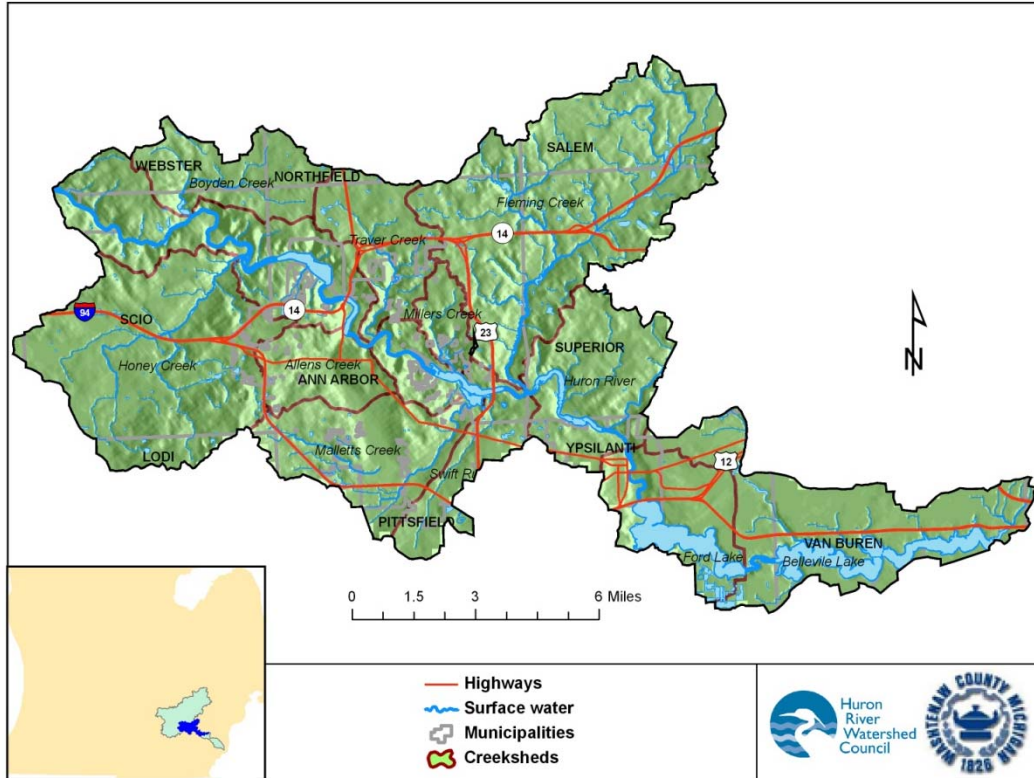 SALEM
WEBSTER
Boyden Creek
NORTHFIELD
Fleming Creek
Traver Creek
14
94
SCIO
14
Millers Creek
23
SUPERIOR
Honey Creek
Allens Creek
ANN ARBOR
Huron River
N
LODI
Malletts Creek
YPSILANTI
12
Swift R
PITTSFIELD
VAN BUREN
Ford Lake
Bellevile Lake
0 1.5 3 6 Miles
Highways
Surface water
Municipalities
Creeksheds
Huron
River
Watershed
Council
WASHTENAW COUNTY MICHIGAN
1826